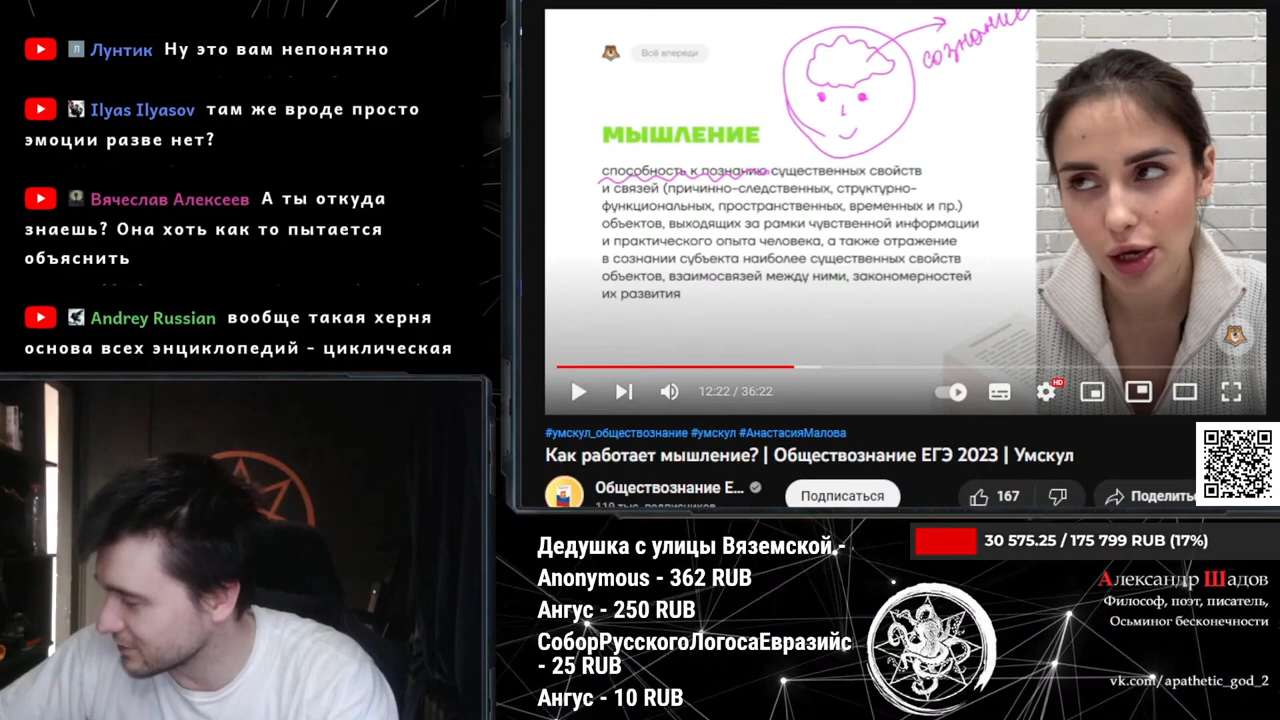 Лунтик Ну это вам непонятно
Ilyas Ilyasov там же вроде просто
эмоции разве нет?
Вячеслав Алексеев А ты откуда
знаешь? Она хоть как то пытается
объяснить
Andrey Russian вообще такая херня
основа всех энциклопедий - циклическая
Всё впереди
сознание
МЫШЛЕНИЕ
способность к познанию существенных свойств
и связей (причинно-следственных, структурно-
функциональных, пространственных, временных и пр.)
объектов, выходящих за рамки чувственной информации
и практического опыта человека, а также отражение
в сознании субъекта наиболее существенных свойств
объектов, взаимосвязей между ними, закономерностей
их развития
12:22 / 36:22
HD
#умскул_обществознание #умскул #АнастасияМалова
Как работает мышление? | Обществознание ЕГЭ 2023 | Умскул
Обществознание Е...
119 тыс. подписчиков
Подписаться
167
Поделить
30 575.25 / 175 799 RUB (17%)
Дедушка с улицы Вяземской.-
Anonymous - 362 RUB
Ангус - 250 RUB
СоборРусскогоЛогосаЕвразийс
- 25 RUB
Ангус - 10 RUB
Александр Шадов
Философ, поэт, писатель,
Осьминог бесконечности
vk.com/apathetic_god_2